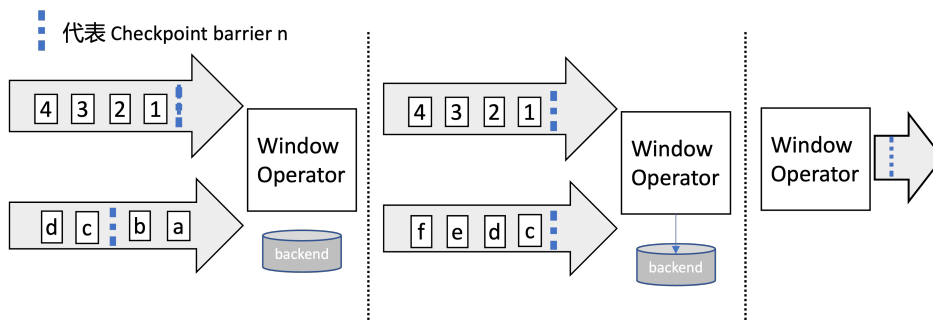 代表 Checkpoint barrier n
4 3 2 1
Window
Operator
d c b a
backend
4 3 2 1
Window
Operator
f e d c
backend
Window
Operator